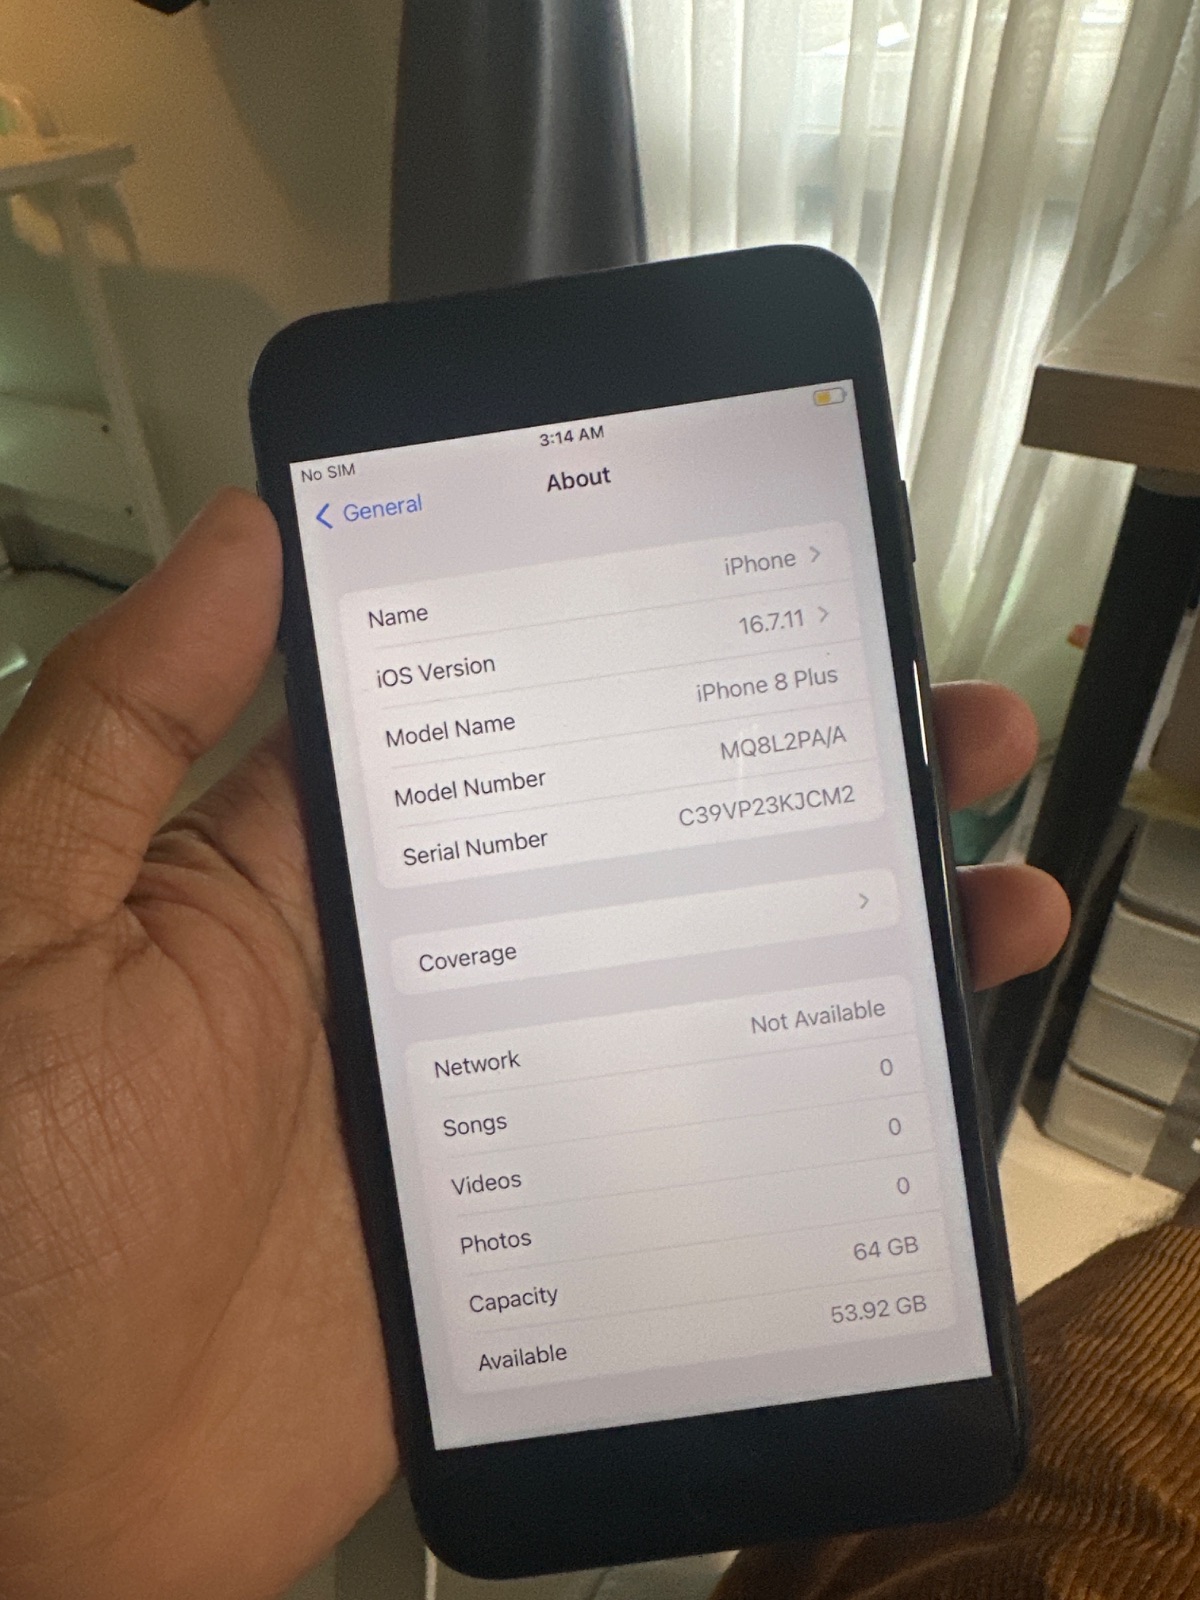 No SIM 3:14 AM
General About
Name iPhone
iOS Version 16.7.11
Model Name iPhone 8 Plus
Model Number MQ8L2PA/A
Serial Number C39VP23KJCM2
Coverage
Network Not Available
Songs 0
Videos 0
Photos 0
Capacity 64 GB
Available 53.92 GB